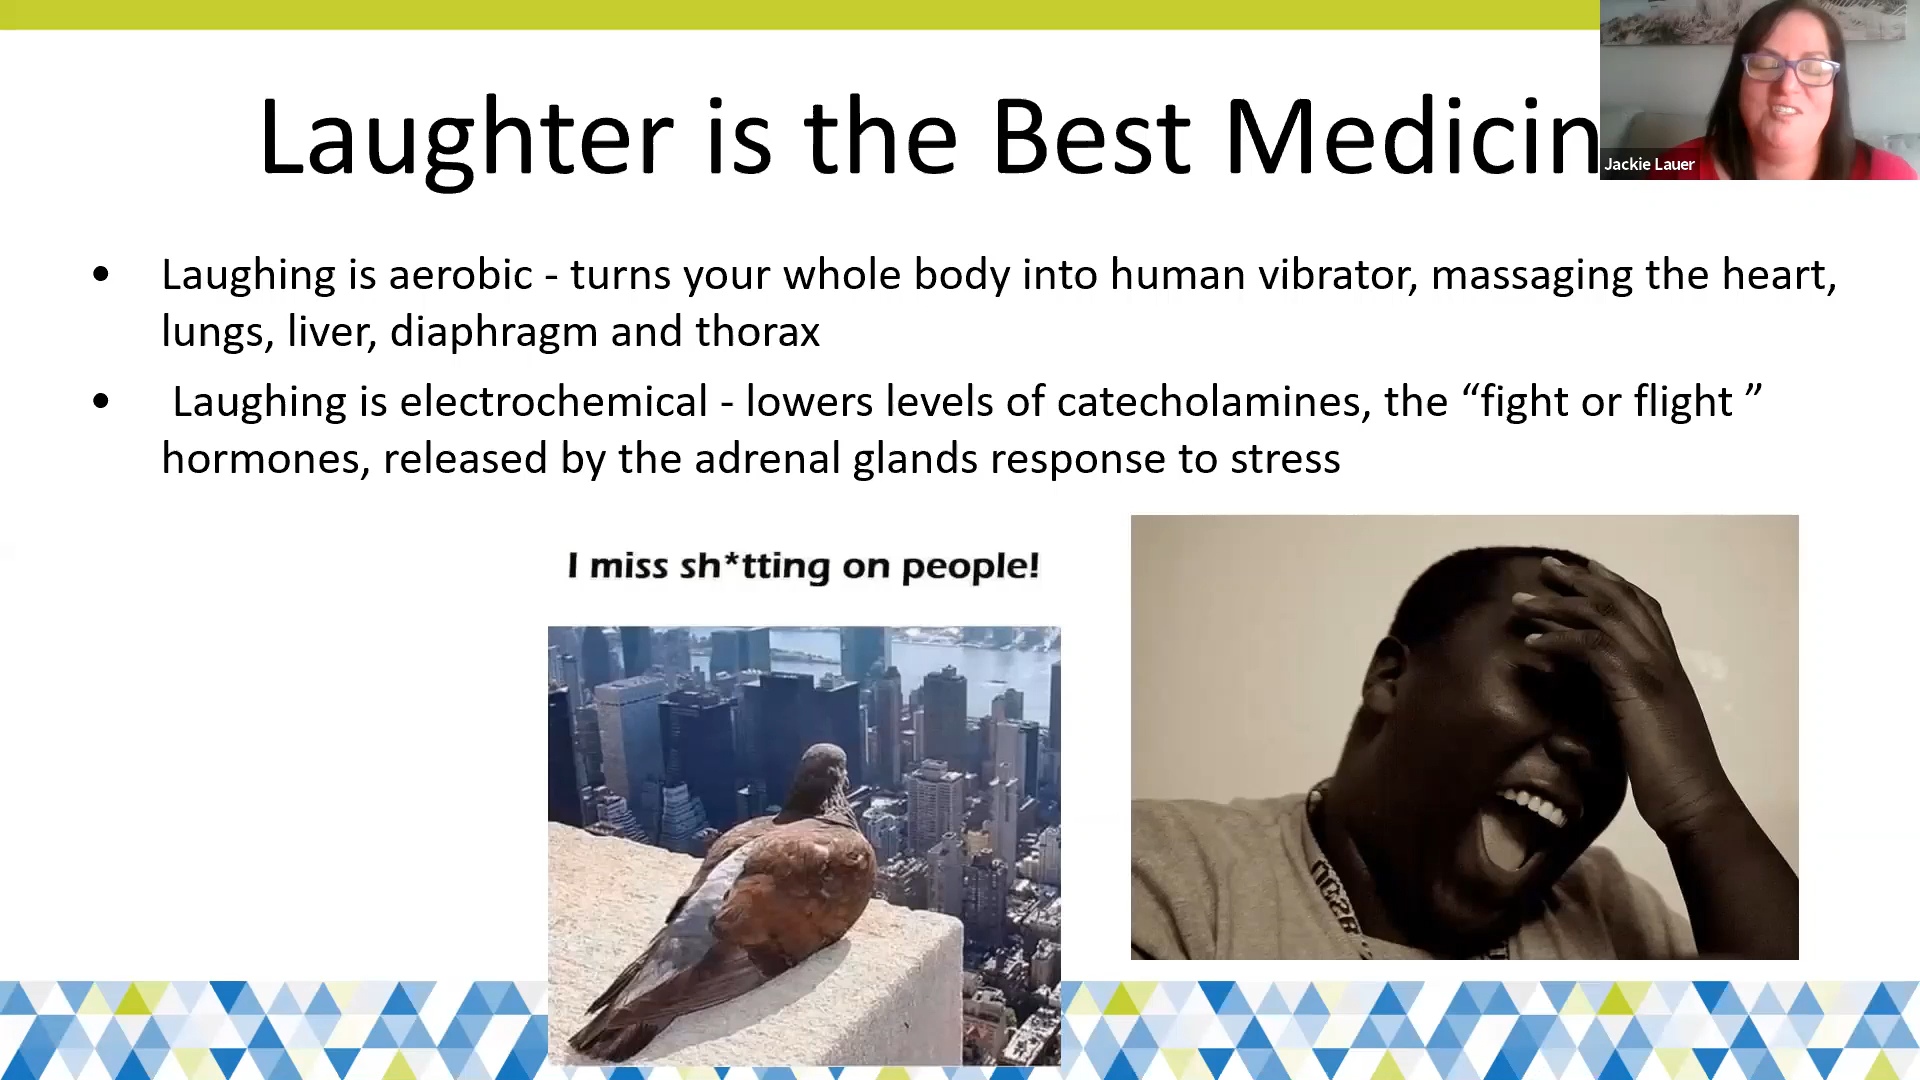 Laughter is the Best Medicin
Jackie Lauer
• Laughing is aerobic - turns your whole body into human vibrator, massaging the heart,
lungs, liver, diaphragm and thorax
• Laughing is electrochemical - lowers levels of catecholamines, the “fight or flight ”
hormones, released by the adrenal glands response to stress
I miss sh*tting on people!